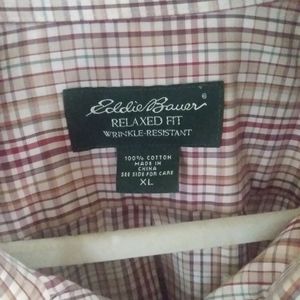 Eddie Bauer
RELAXED FIT
WRINKLE-RESISTANT
100% COTTON
MADE IN
CHINA
SEE SIDE FOR CARE
XL